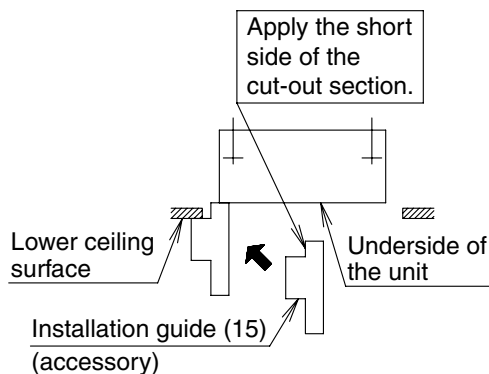 Apply the short
side of the
cut-out section.
Lower ceiling
surface
Underside of
the unit
Installation guide (15)
(accessory)